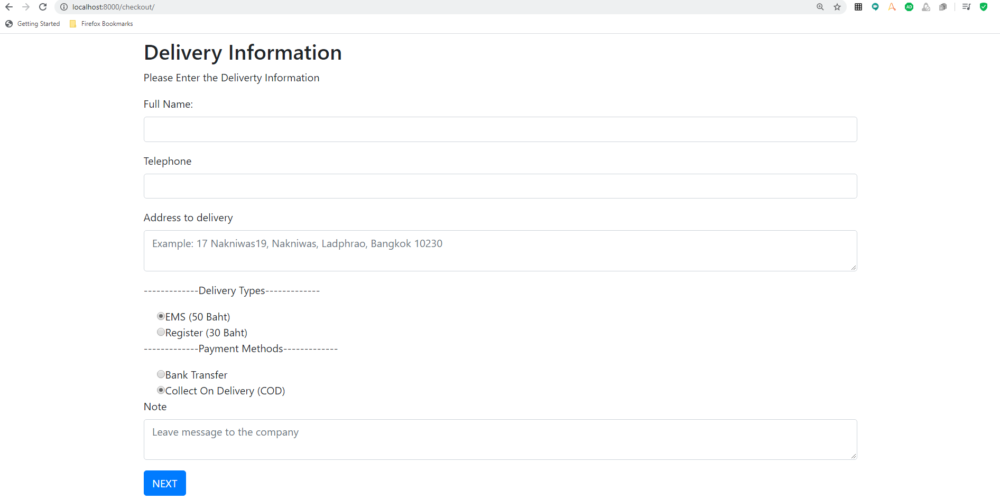 localhost:8000/checkout/
AD
Getting Started Firefox Bookmarks
Delivery Information
Please Enter the Deliverty Information
Full Name:
Telephone
Address to delivery
Example: 17 Nakniwas19, Nakniwas, Ladphrao, Bangkok 10230
-------------Delivery Types-------------
EMS (50 Baht)
Register (30 Baht)
-------------Payment Methods-------------
Bank Transfer
Collect On Delivery (COD)
Note
Leave message to the company
NEXT